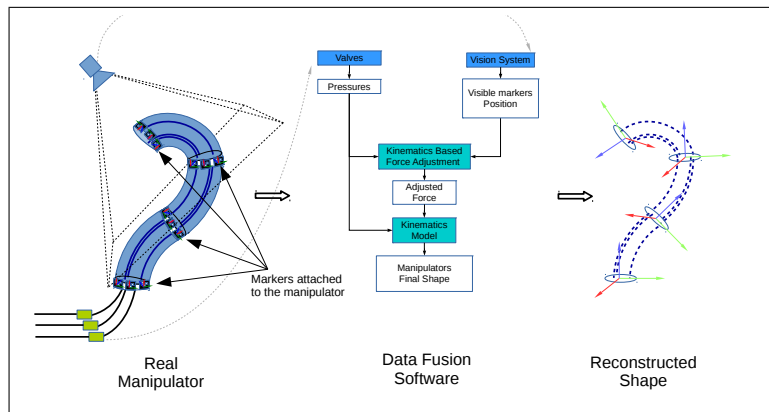 Valves
Vision System
Pressures
Visible markers
Position
Kinematics Based
Force Adjustment
Adjusted
Force
Kinematics
Model
Markers attached
to the manipulator
Manipulators
Final Shape
Real
Manipulator
Data Fusion
Software
Reconstructed
Shape